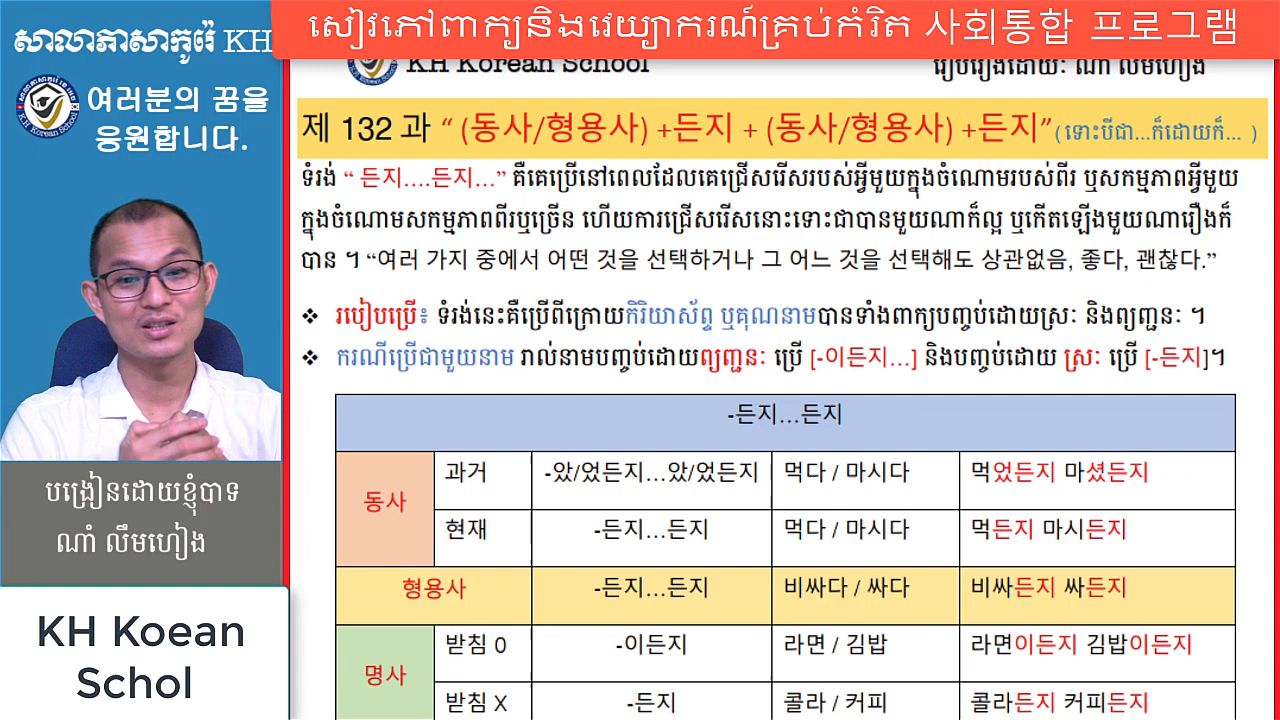 សៀវភៅពាក្យនិងវេយ្យាករណ៍គ្រប់កំរិត 사회통합 프로그램
សាលាភាសាកូរ៉េ KH
여러분의 꿈을
응원합니다.
KH Korean School
រៀបរៀងដោយៈ ណាំ លឹមហៀង
제 132 과 “ (동사/형용사) +든지 + (동사/형용사) +든지” ( ទោះបីជា...ក៏ដោយក៏... )
ទំរង់ “ 든지....든지...” គឺគេប្រើនៅពេលដែលគេជ្រើសរើសរបស់អ្វីមួយក្នុងចំណោមរបស់ពីរ ឬសកម្មភាពអ្វីមួយ
ក្នុងចំណោមសកម្មភាពពីរឬច្រើន ហើយការជ្រើសរើសនោះទោះជាបានមួយណាក៏ល្អ ឬកើតឡើងមួយណារឿងក៏
បាន ។ “여러 가지 중에서 어떤 것을 선택하거나 그 어느 것을 선택해도 상관없음, 좋다, 괜찮다.”
❖ របៀបប្រើ៖ ទំរង់នេះគឺប្រើពីក្រោយកិរិយាស័ព្ទ ឬគុណនាមបានទាំងពាក្យបញ្ចប់ដោយស្រៈ និងព្យញ្ជនៈ ។
❖ ករណីប្រើជាមួយនាម រាល់នាមបញ្ចប់ដោយព្យញ្ជនៈ ប្រើ [-이든지...] និងបញ្ចប់ដោយ ស្រៈ ប្រើ [-든지]។
-든지...든지
동사 과거 -았/었든지...았/었든지 먹다 / 마시다 먹었든지 마셨든지
현재 -든지...든지 먹다 / 마시다 먹든지 마시든지
형용사 -든지...든지 비싸다 / 싸다 비싸든지 싸든지
명사 받침 0 -이든지 라면 / 김밥 라면이든지 김밥이든지
받침 X -든지 콜라 / 커피 콜라든지 커피든지
បង្រៀនដោយខ្ញុំបាទ
ណាំ លឹមហៀង
KH Koean
Schol